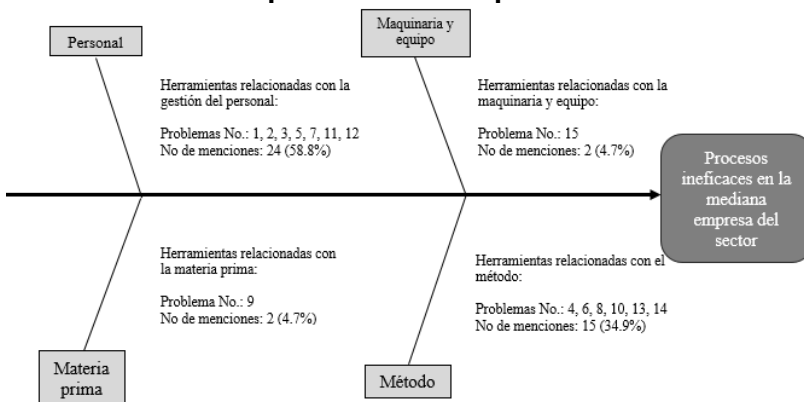 Personal
Maquinaria y
equipo
Herramientas relacionadas con la
gestión del personal:
Problemas No.: 1, 2, 3, 5, 7, 11, 12
No de menciones: 24 (58.8%)
Herramientas relacionadas con la
maquinaria y equipo:
Problema No.: 15
No de menciones: 2 (4.7%)
Procesos
ineficaces en la
mediana
empresa del
sector
Herramientas relacionadas con
la materia prima:
Problema No.: 9
No de menciones: 2 (4.7%)
Herramientas relacionadas con el
método:
Problemas No.: 4, 6, 8, 10, 13, 14
No de menciones: 15 (34.9%)
Materia
prima
Método